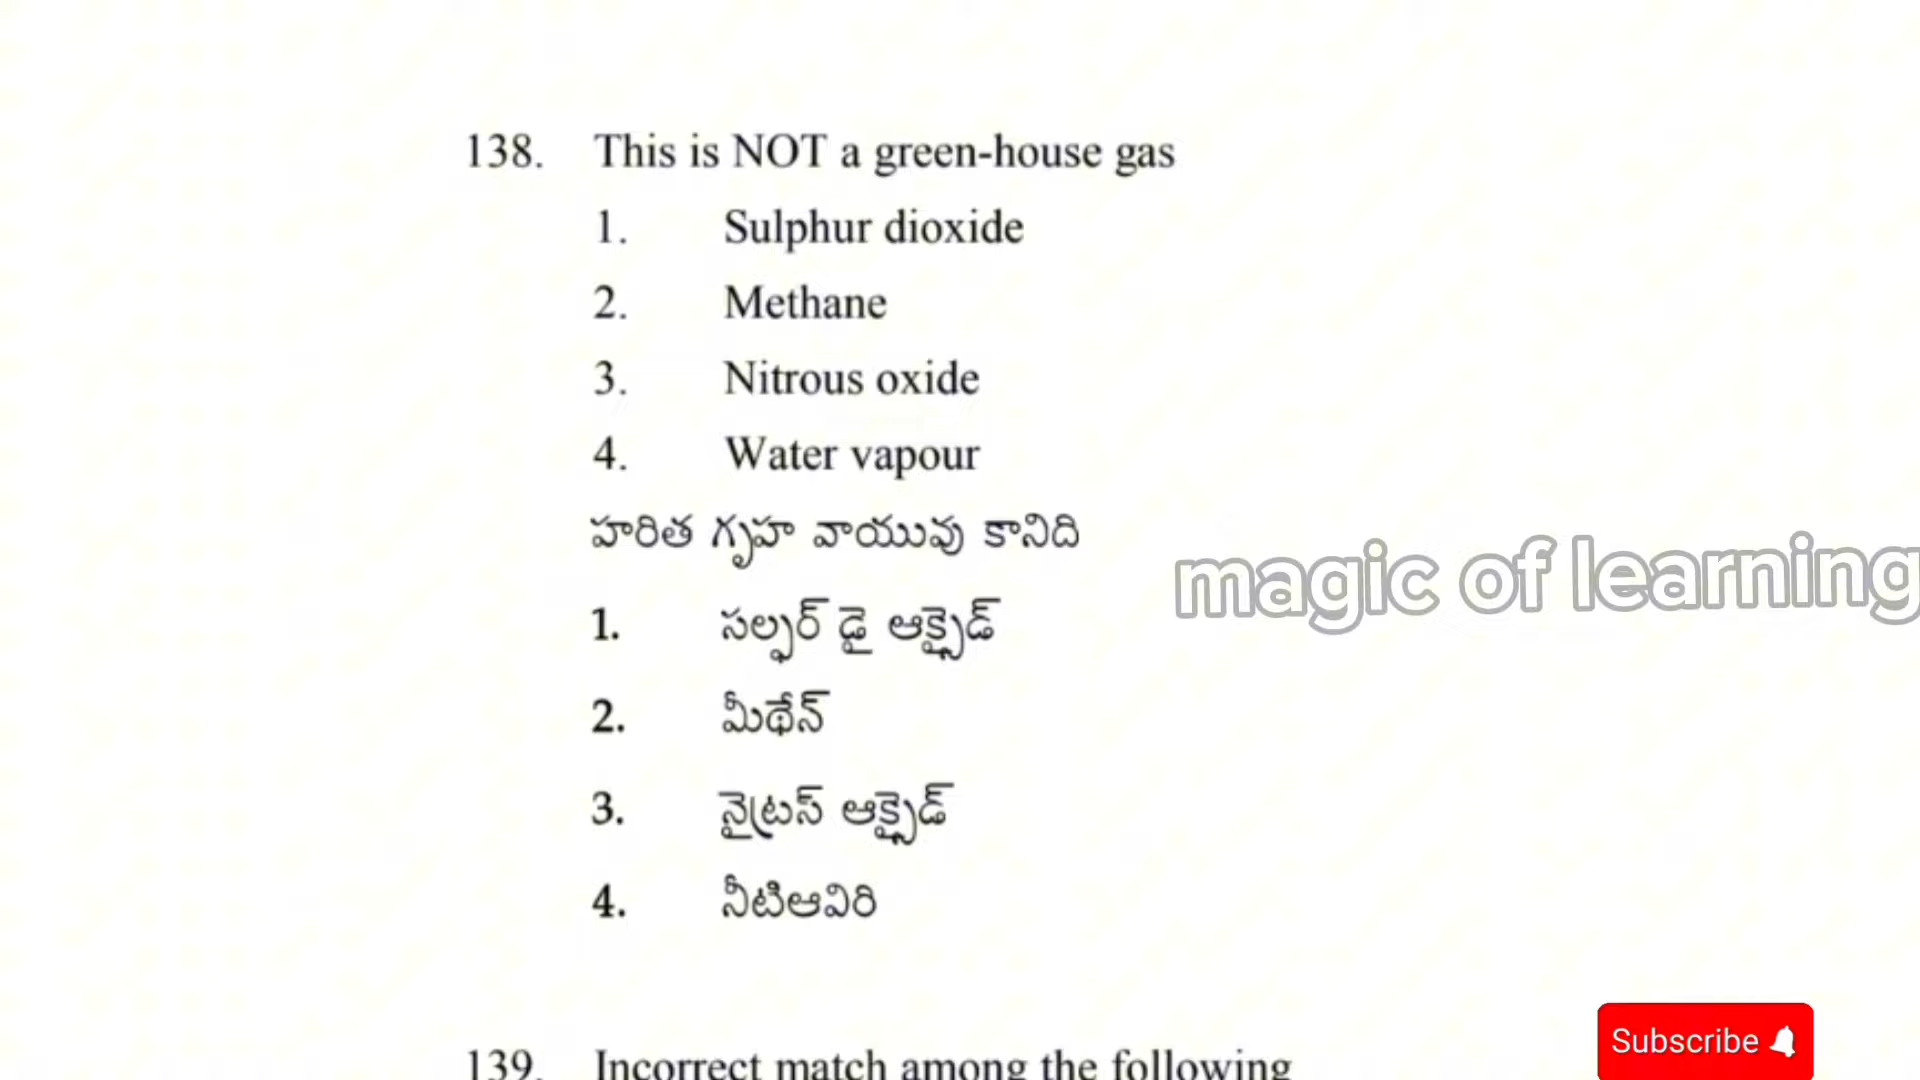 138. This is NOT a green-house gas
1. Sulphur dioxide
2. Methane
3. Nitrous oxide
4. Water vapour
హరిత గృహ వాయువు కానిది
magic of learning
1. సల్ఫర్ డై ఆక్సైడ్
2. మీథేన్
3. నైట్రస్ ఆక్సైడ్
4. నీటిఆవిరి
Subscribe
139. Incorrect match among the following